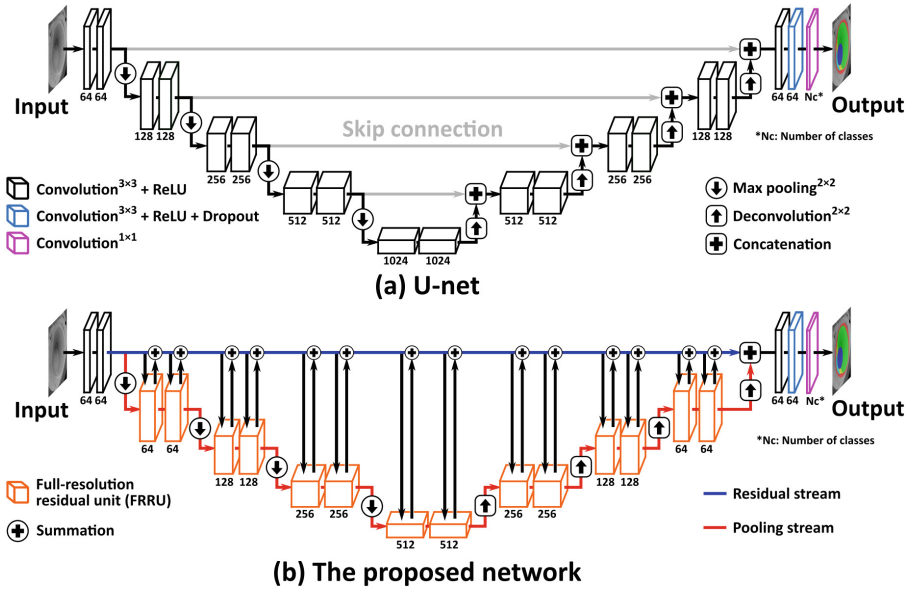 Input
64 64
128 128
256 256
512 512
1024 1024
512 512
256 256
128 128
64 64 Nc*
Output
Skip connection
*Nc: Number of classes
Convolution3×3 + ReLU
Convolution3×3 + ReLU + Dropout
Convolution1×1
Max pooling2×2
Deconvolution2×2
Concatenation
(a) U-net
Input
64 64
64 64
128 128
256 256
512 512
256 256
128 128
64 64
64 64 Nc*
Output
*Nc: Number of classes
Full-resolution
residual unit (FRRU)
Summation
Residual stream
Pooling stream
(b) The proposed network